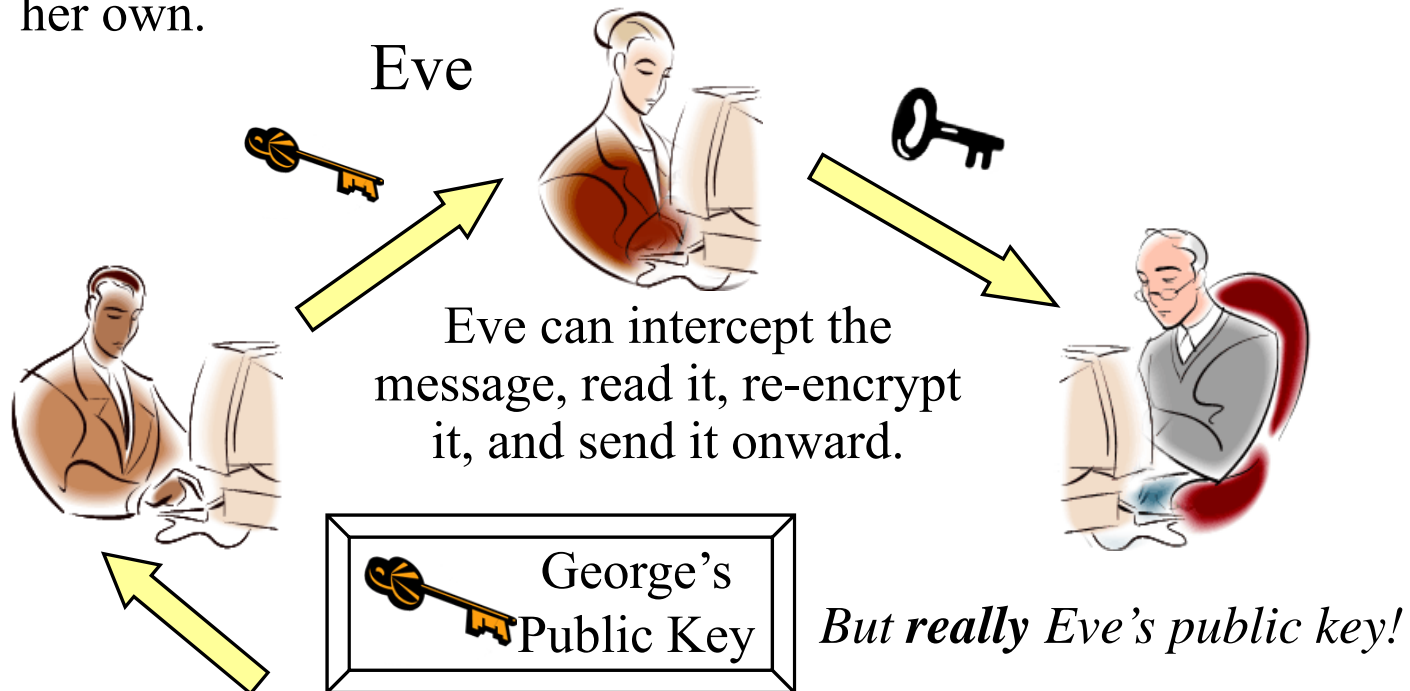 her own.
Eve
Eve can intercept the
message, read it, re-encrypt
it, and send it onward.
George’s
Public Key
But really Eve’s public key!